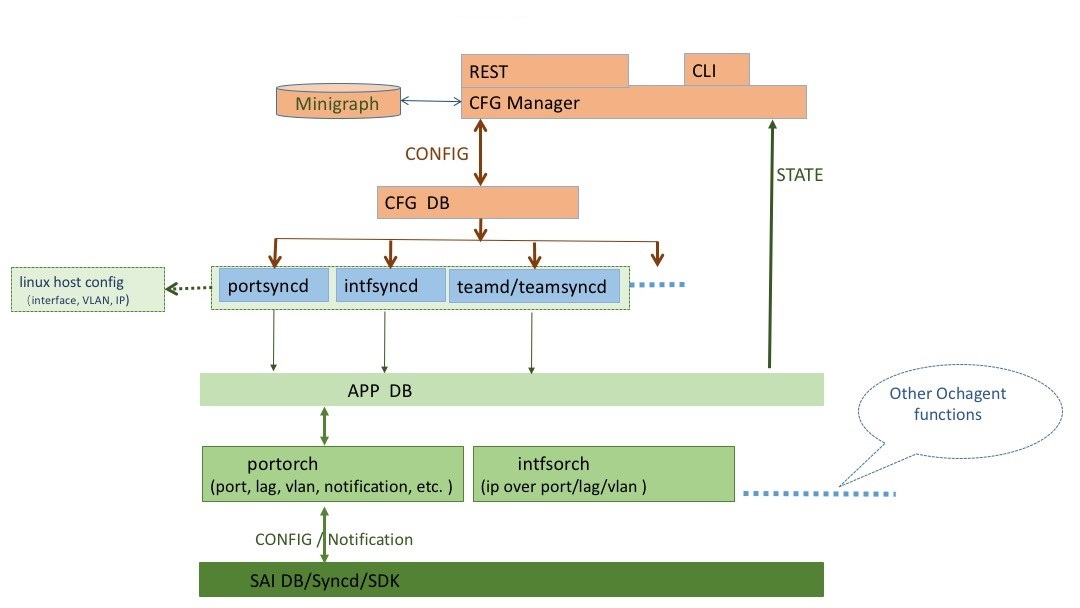 REST
CLI
Minigraph
CFG Manager
CONFIG
STATE
CFG DB
linux host config
(interface, VLAN, IP)
portsyncd
intfsyncd
teamd/teamsyncd
APP DB
Other Ochagent
functions
portorch
(port, lag, vlan, notification, etc. )
intfsorch
(ip over port/lag/vlan )
CONFIG / Notification
SAI DB/Syncd/SDK